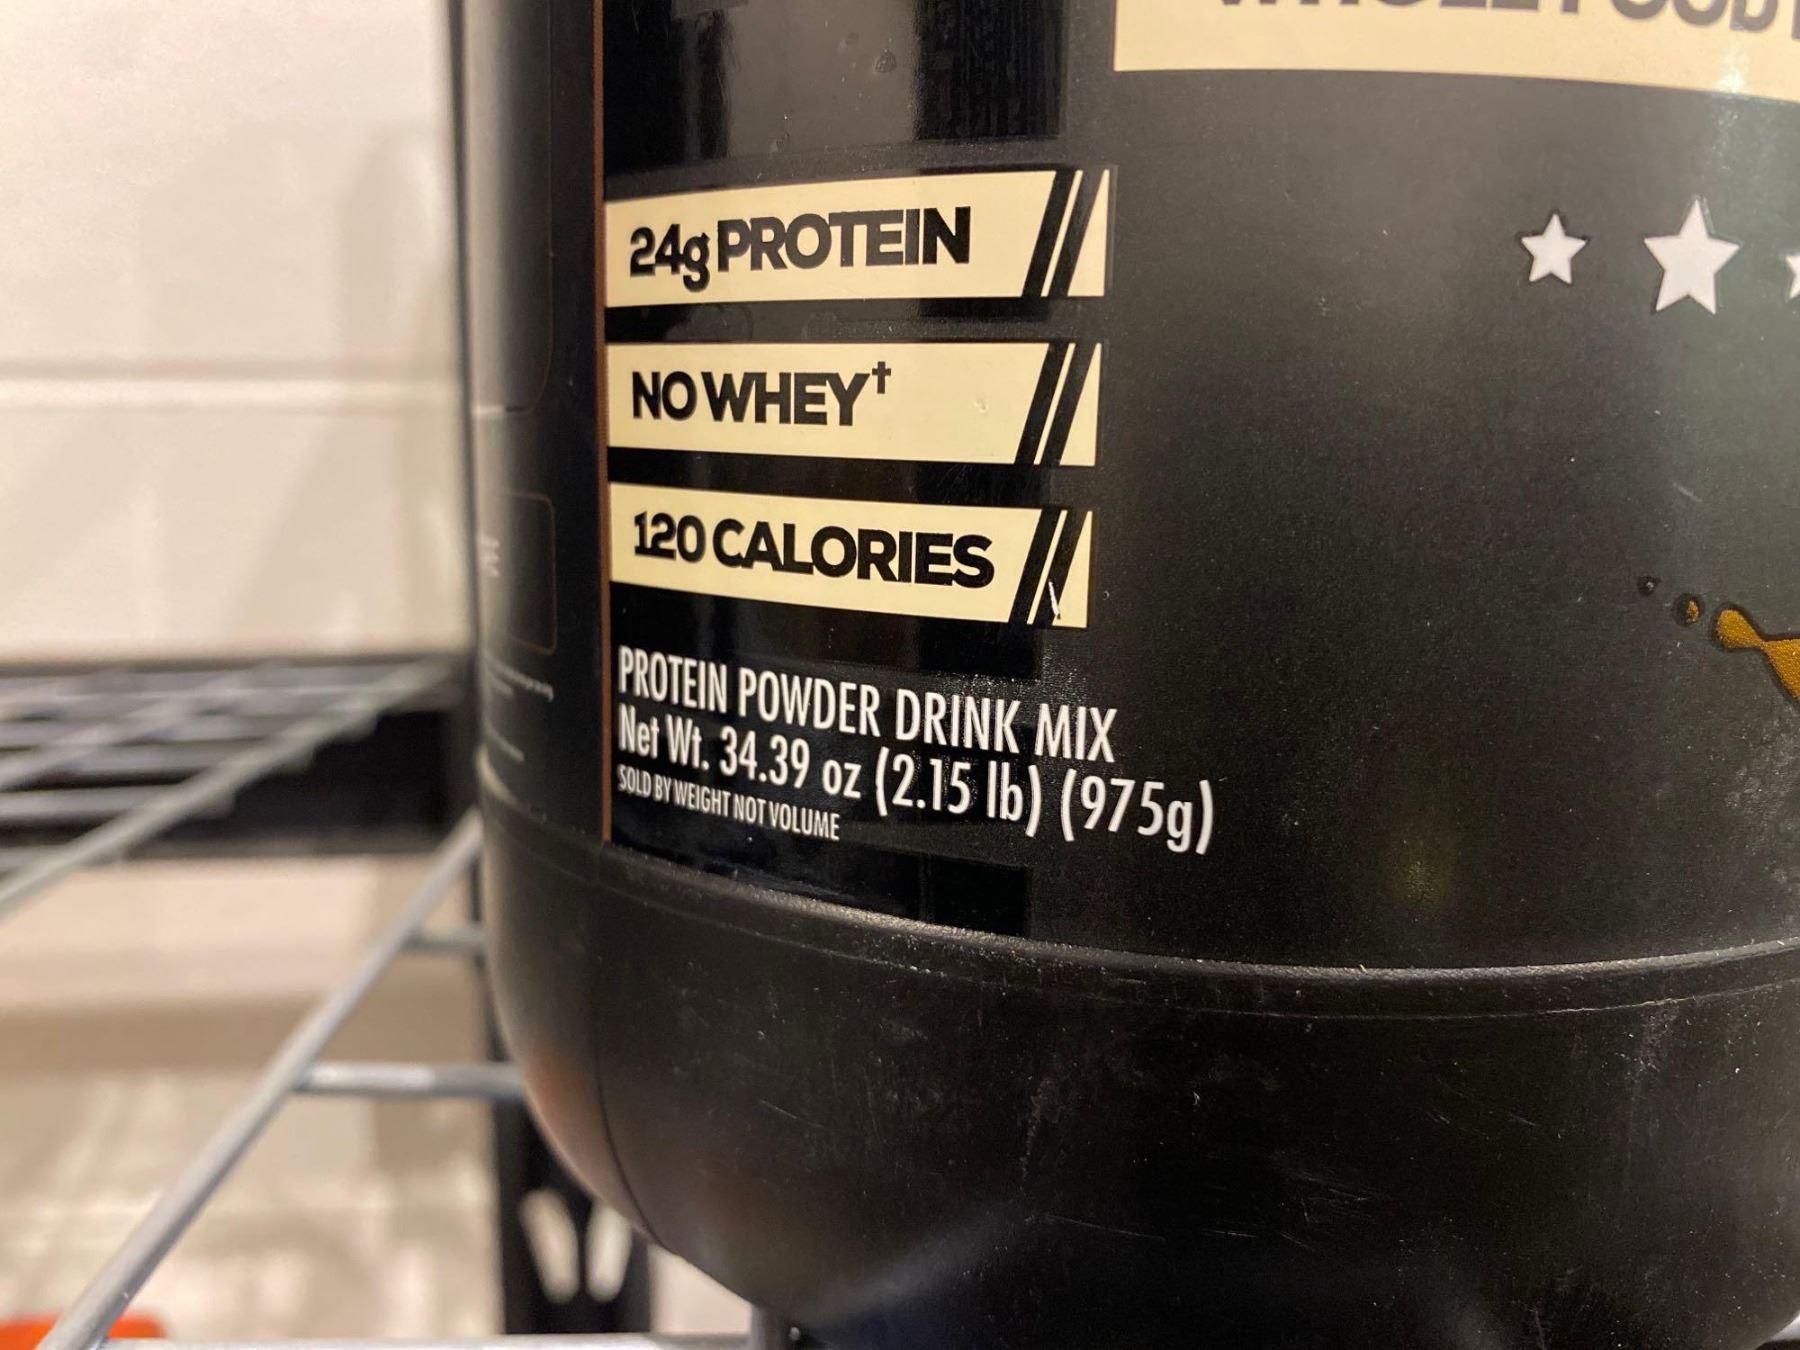 24g PROTEIN
NO WHEY†
120 CALORIES
PROTEIN POWDER DRINK MIX
Net Wt. 34.39 oz (2.15 lb) (975g)
SOLD BY WEIGHT NOT VOLUME